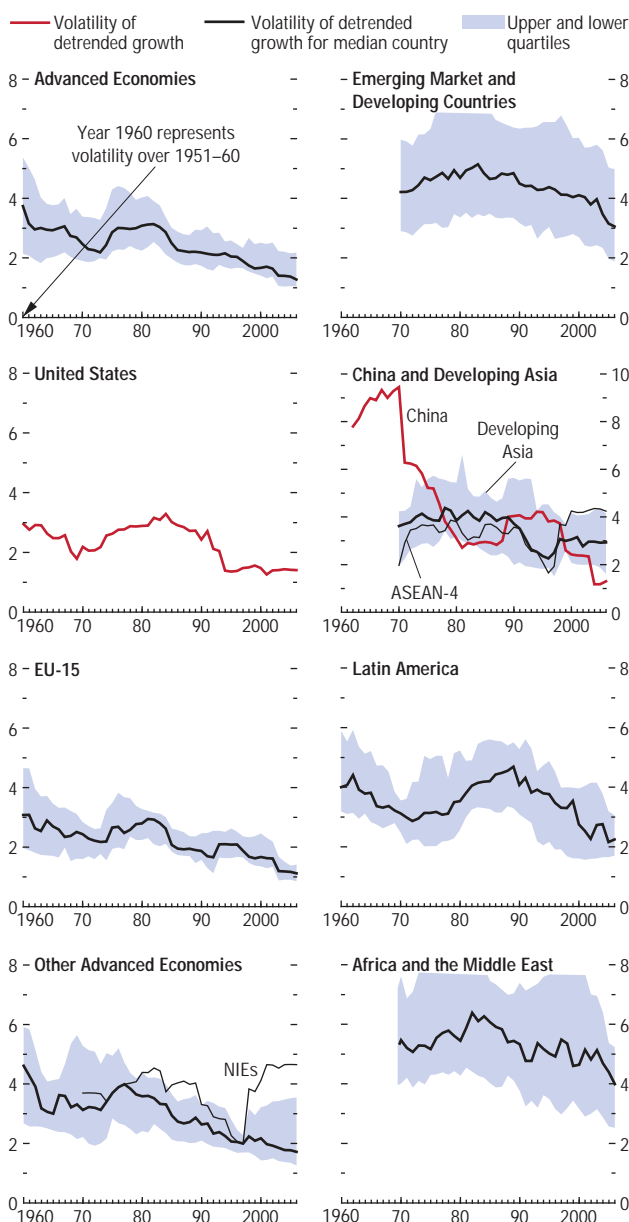 Volatility of
detrended growth
Volatility of detrended
growth for median country
Upper and lower
quartiles
Advanced Economies
Year 1960 represents
volatility over 1951–60
8
6
4
2
0
1960 70 80 90 2000
Emerging Market and
Developing Countries
8
6
4
2
0
1960 70 80 90 2000
United States
8
6
4
2
0
1960 70 80 90 2000
China and Developing Asia
China
Developing
Asia
ASEAN-4
10
8
6
4
2
0
1960 70 80 90 2000
EU-15
8
6
4
2
0
1960 70 80 90 2000
Latin America
8
6
4
2
0
1960 70 80 90 2000
Other Advanced Economies
NIEs
8
6
4
2
0
1960 70 80 90 2000
Africa and the Middle East
8
6
4
2
0
1960 70 80 90 2000